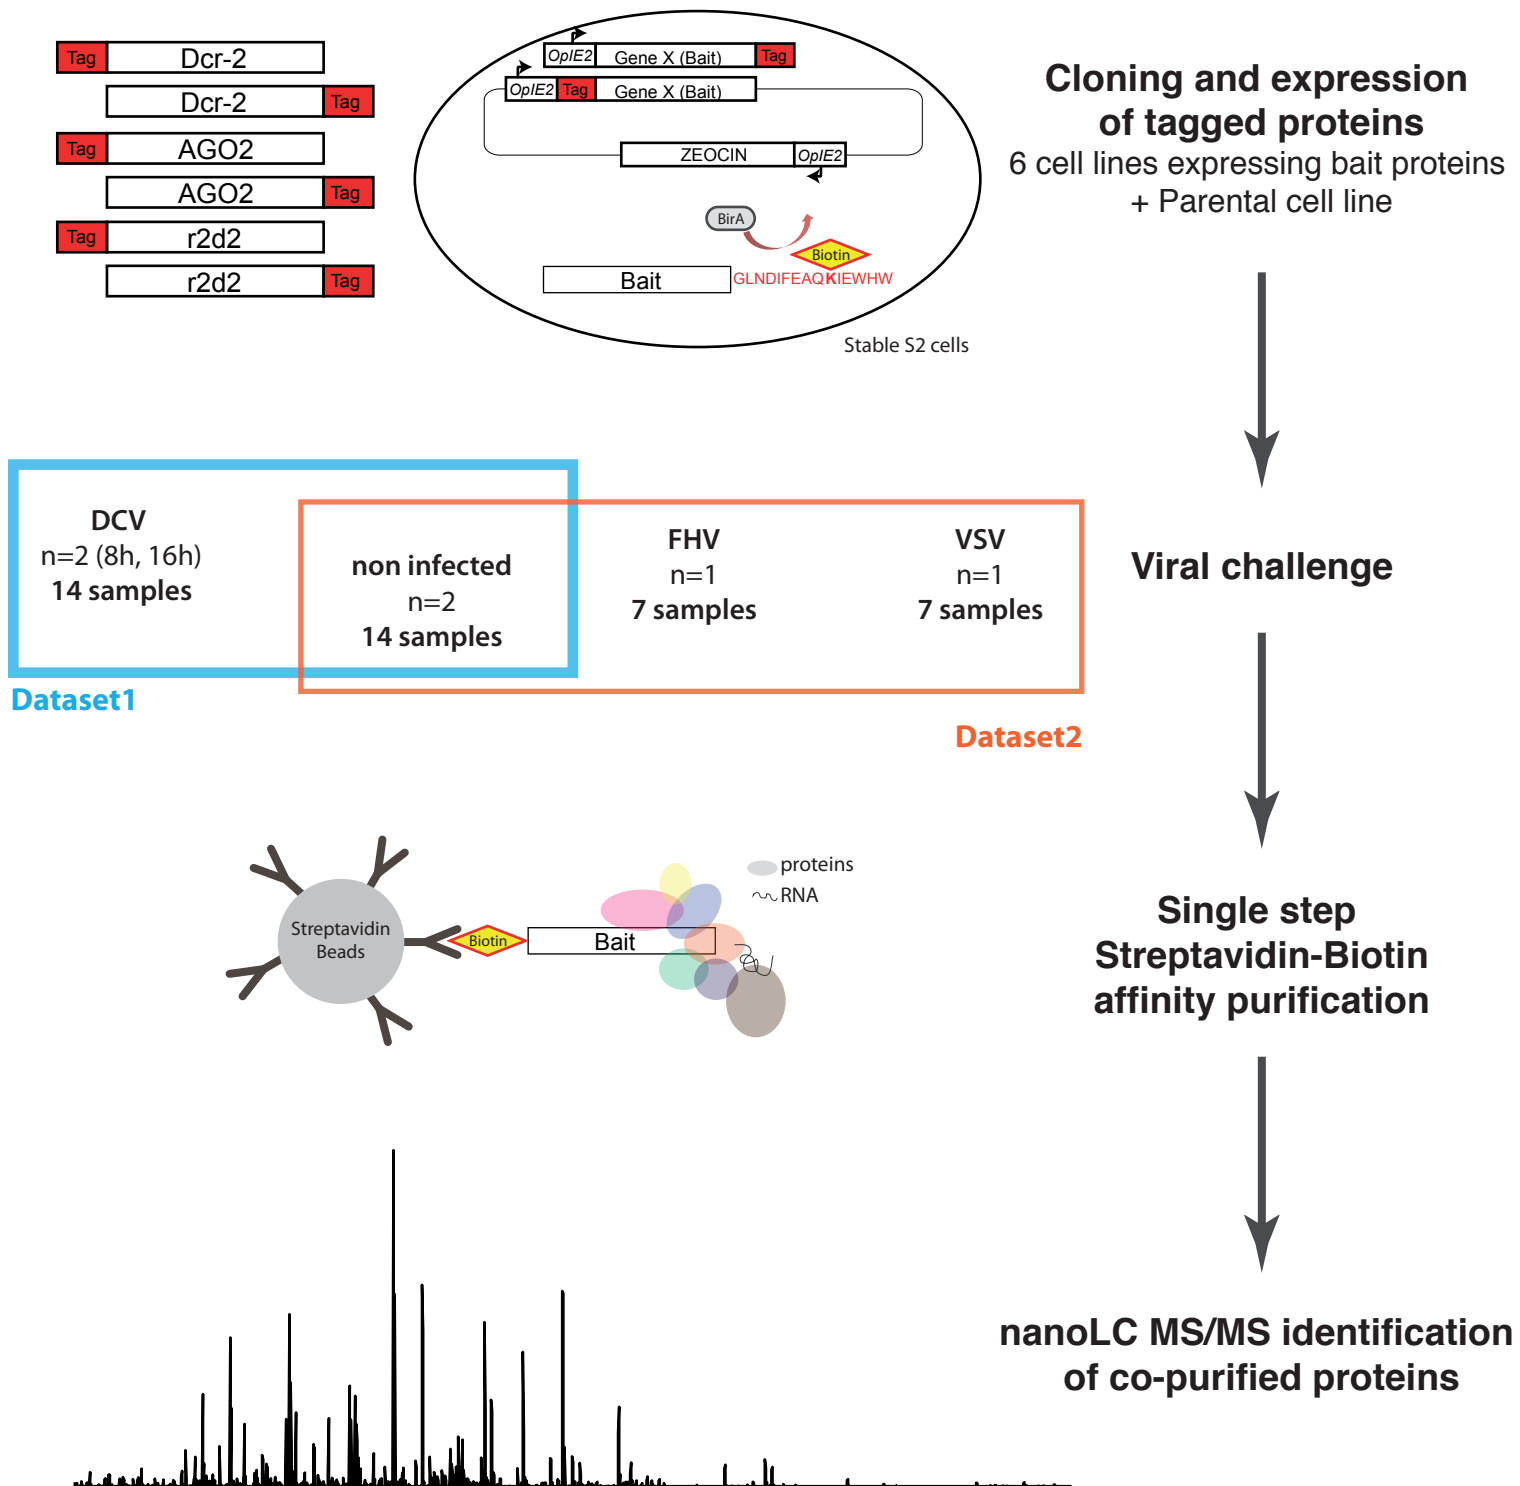 Tag Dcr-2
Dcr-2 Tag
Tag AGO2
AGO2 Tag
Tag r2d2
r2d2 Tag
OpIE2 Gene X (Bait) Tag
OpIE2 Tag Gene X (Bait)
ZEOCIN OpIE2
BirA
Biotin
Bait GLNDIFEAQKIEWHW
Stable S2 cells
Cloning and expression
of tagged proteins
6 cell lines expressing bait proteins
+ Parental cell line
DCV
n=2 (8h, 16h)
14 samples
non infected
n=2
14 samples
FHV
n=1
7 samples
VSV
n=1
7 samples
Dataset1
Dataset2
Viral challenge
Streptavidin
Beads
Biotin
Bait
proteins
RNA
Single step
Streptavidin-Biotin
affinity purification
nanoLC MS/MS identification
of co-purified proteins